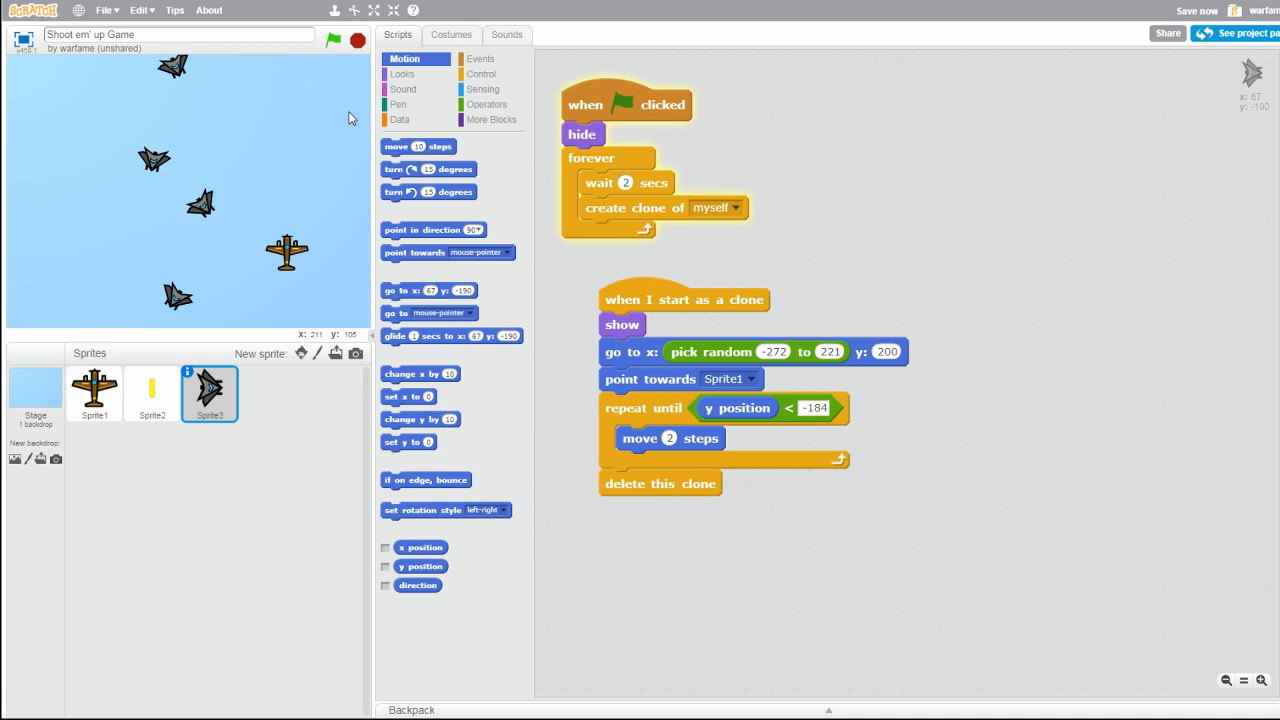 SCRATCH File Edit Tips About Save now warfam
Shoot em' up Game
by warfame (unshared)
v459.1
Scripts Costumes Sounds
Share See project pa
Motion Events
Looks Control
Sound Sensing
Pen Operators
Data More Blocks
move 10 steps
turn 15 degrees
turn 15 degrees
point in direction 90
point towards mouse-pointer
go to x: 67 y: -190
go to mouse-pointer
glide 1 secs to x: 67 y: -190
change x by 10
set x to 0
change y by 10
set y to 0
if on edge, bounce
set rotation style left-right
x position
y position
direction
x: 211 y: 105
Sprites New sprite:
Stage
1 backdrop
New backdrop:
Sprite1 Sprite2 Sprite3
when clicked
hide
forever
wait 2 secs
create clone of myself
when I start as a clone
show
go to x: pick random -272 to 221 y: 200
point towards Sprite1
repeat until y position < -184
move 2 steps
delete this clone
x: 67
y: -190
Backpack